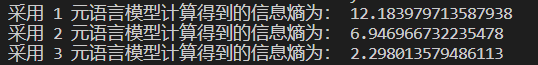 采用 1 元语言模型计算得到的信息熵为： 12.183979713587938
采用 2 元语言模型计算得到的信息熵为： 6.946966732235478
采用 3 元语言模型计算得到的信息熵为： 2.298013579486113